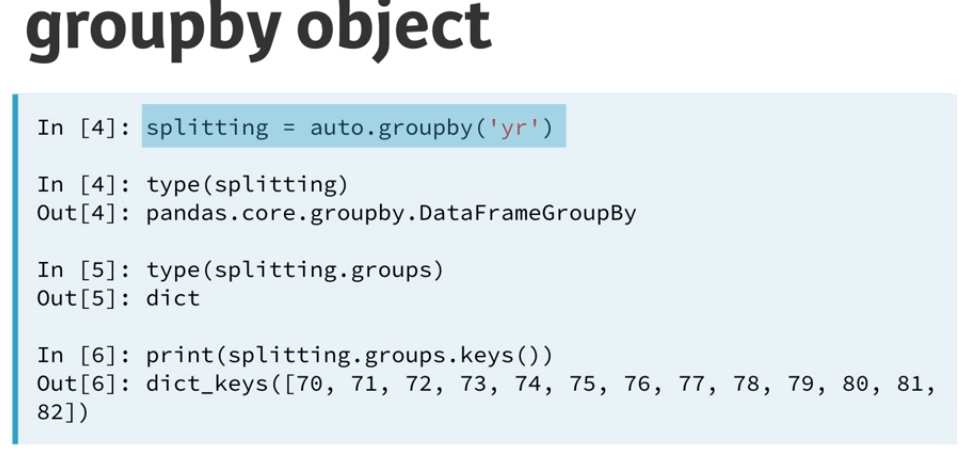 groupby object
In [4]: splitting = auto.groupby('yr')
In [4]: type(splitting)
Out[4]: pandas.core.groupby.DataFrameGroupBy
In [5]: type(splitting.groups)
Out[5]: dict
In [6]: print(splitting.groups.keys())
Out[6]: dict_keys([70, 71, 72, 73, 74, 75, 76, 77, 78, 79, 80, 81,
82])